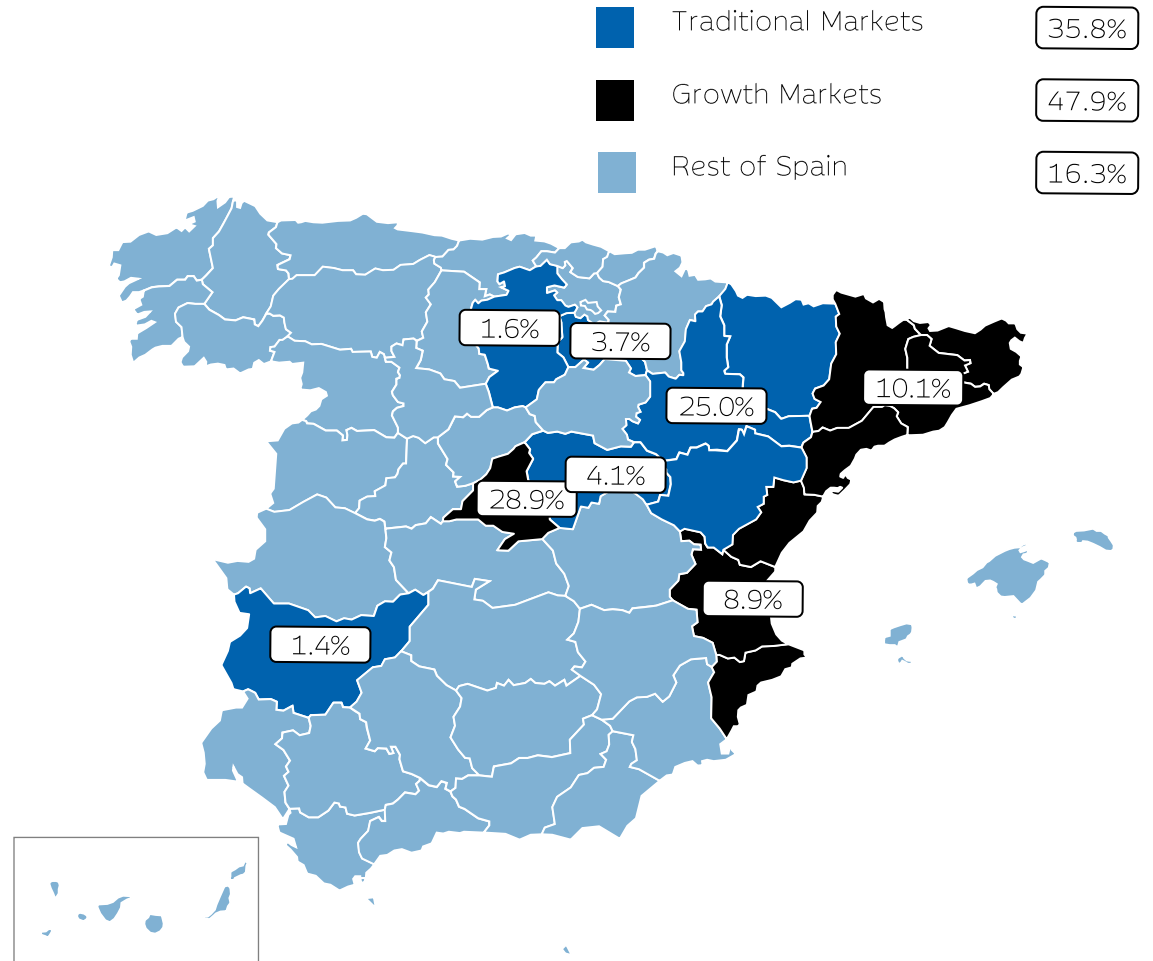 Traditional Markets 35.8%
Growth Markets 47.9%
Rest of Spain 16.3%
1.6%
3.7%
10.1%
25.0%
4.1%
28.9%
8.9%
1.4%